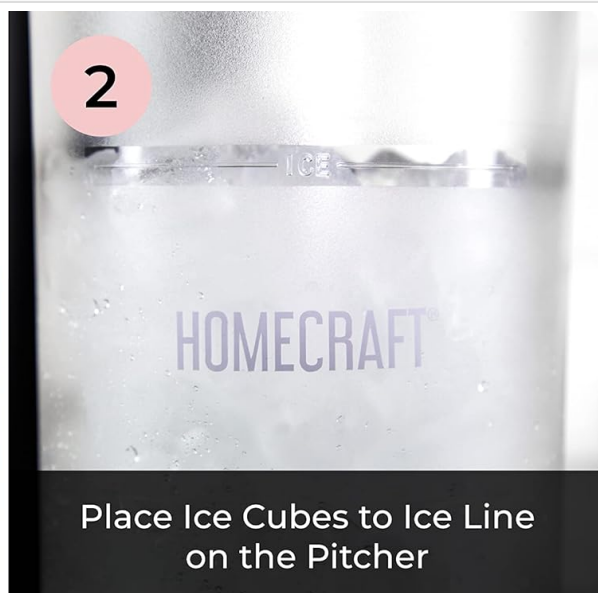 2
ICE
HOMECRAFT®
Place Ice Cubes to Ice Line
on the Pitcher